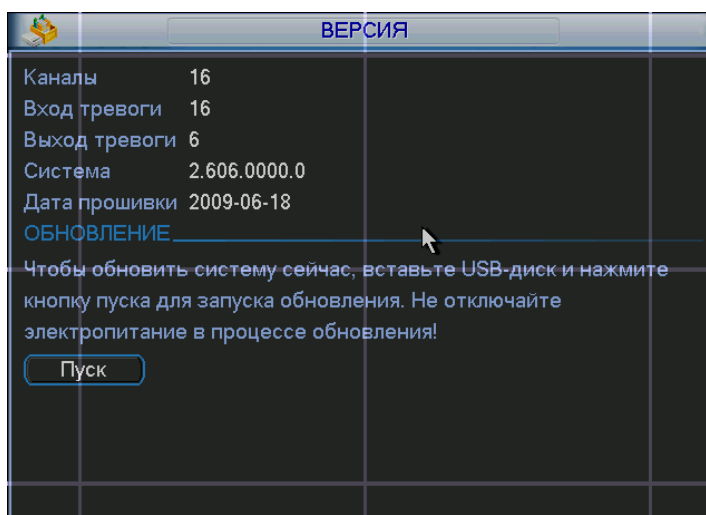 ВЕРСИЯ
Каналы 16
Вход тревоги 16
Выход тревоги 6
Система 2.606.0000.0
Дата прошивки 2009-06-18
ОБНОВЛЕНИЕ
Чтобы обновить систему сейчас, вставьте USB-диск и нажмите
кнопку пуска для запуска обновления. Не отключайте
электропитание в процессе обновления!
Пуск